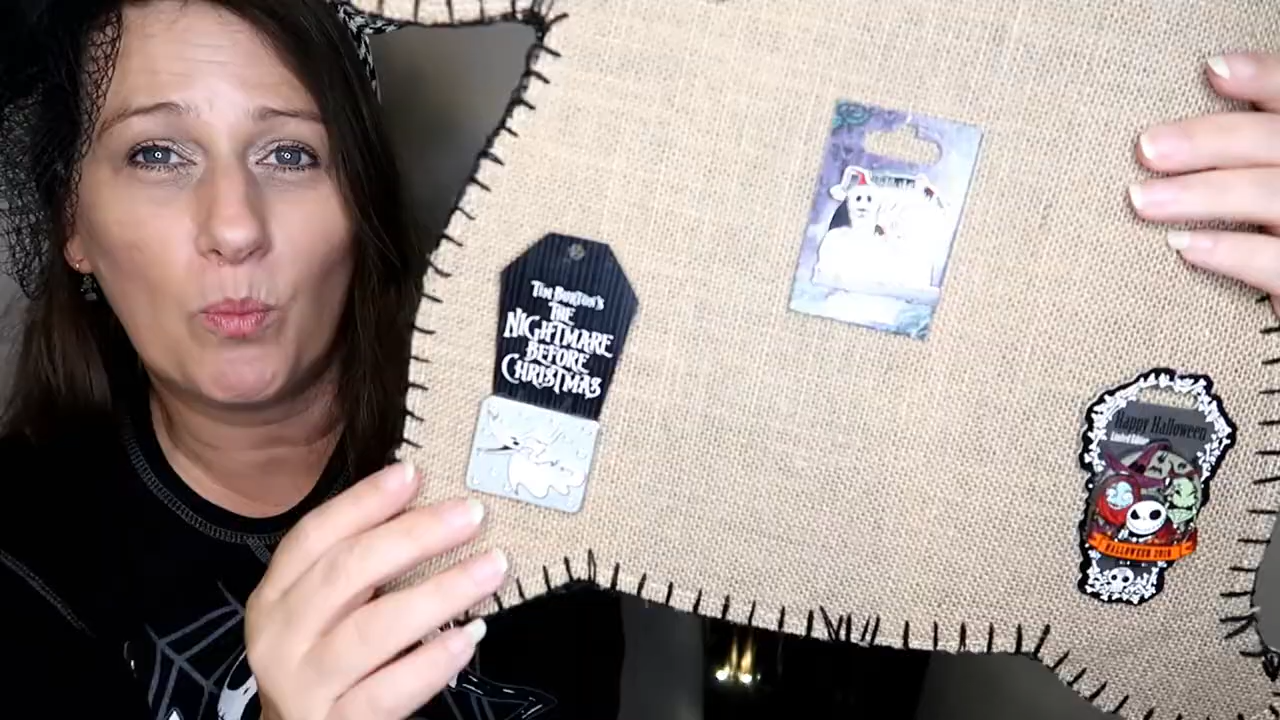 TIM BURTON'S
THE
NIGHTMARE
BEFORE
CHRISTMAS
Happy Halloween
Limited Edition
HALLOWEEN 2018